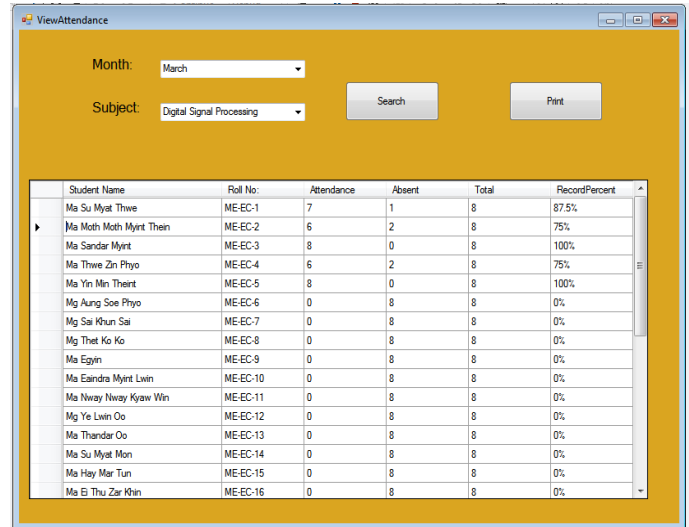 ViewAttendance
Month: March
Subject: Digital Signal Processing Search Print
Student Name Roll No: Attendance Absent Total RecordPercent
Ma Su Myat Thwe ME-EC-1 7 1 8 87.5%
Ma Moth Moth Myint Thein ME-EC-2 6 2 8 75%
Ma Sandar Myint ME-EC-3 8 0 8 100%
Ma Thwe Zin Phyo ME-EC-4 6 2 8 75%
Ma Yin Min Theint ME-EC-5 8 0 8 100%
Mg Aung Soe Phyo ME-EC-6 0 8 8 0%
Mg Sai Khun Sai ME-EC-7 0 8 8 0%
Mg Thet Ko Ko ME-EC-8 0 8 8 0%
Ma Egyin ME-EC-9 0 8 8 0%
Ma Eaindra Myint Lwin ME-EC-10 0 8 8 0%
Ma Nway Nway Kyaw Win ME-EC-11 0 8 8 0%
Mg Ye Lwin Oo ME-EC-12 0 8 8 0%
Ma Thandar Oo ME-EC-13 0 8 8 0%
Ma Su Myat Mon ME-EC-14 0 8 8 0%
Ma Hay Mar Tun ME-EC-15 0 8 8 0%
Ma Ei Thu Zar Khin ME-EC-16 0 8 8 0%